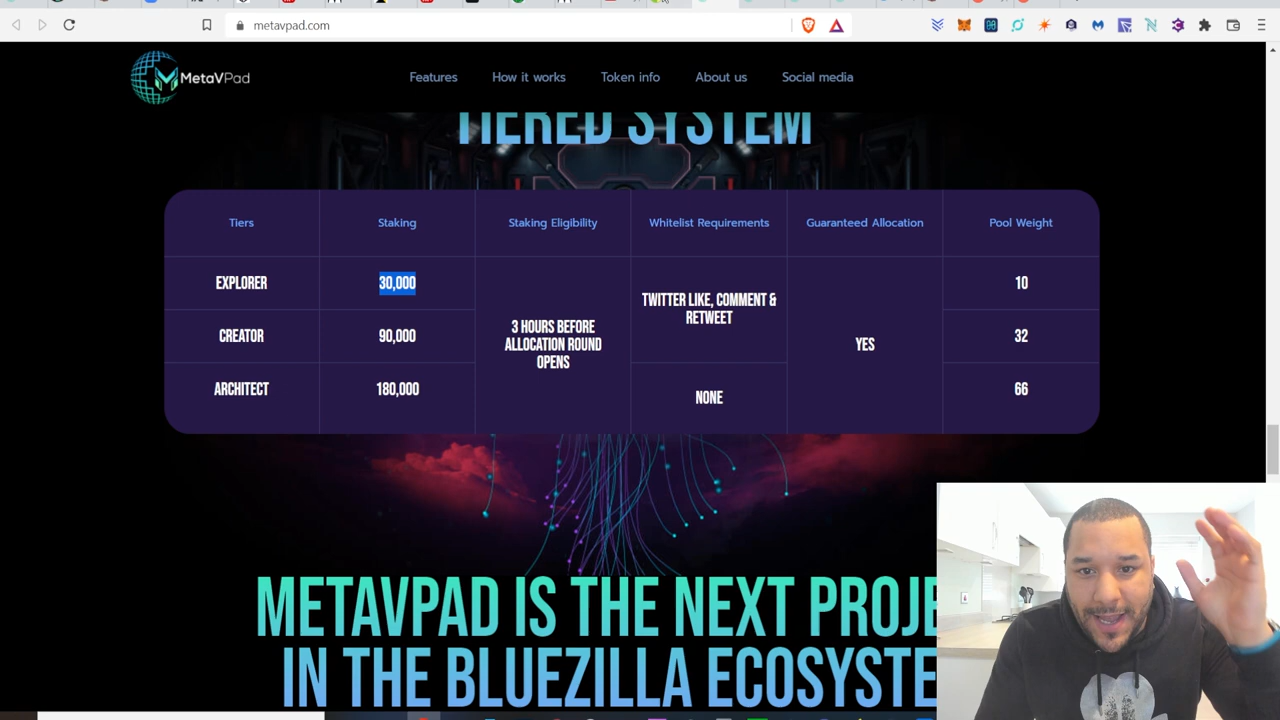 metavpad.com
MetaVPad
Features
How it works
Token info
About us
Social media
TIERED SYSTEM
Tiers
Staking
Staking Eligibility
Whitelist Requirements
Guaranteed Allocation
Pool Weight
EXPLORER
30,000
10
CREATOR
90,000
32
ARCHITECT
180,000
66
3 HOURS BEFORE
ALLOCATION ROUND
OPENS
TWITTER LIKE, COMMENT &
RETWEET
NONE
YES
METAVPAD IS THE NEXT PROJE
IN THE BLUEZILLA ECOSYSTE